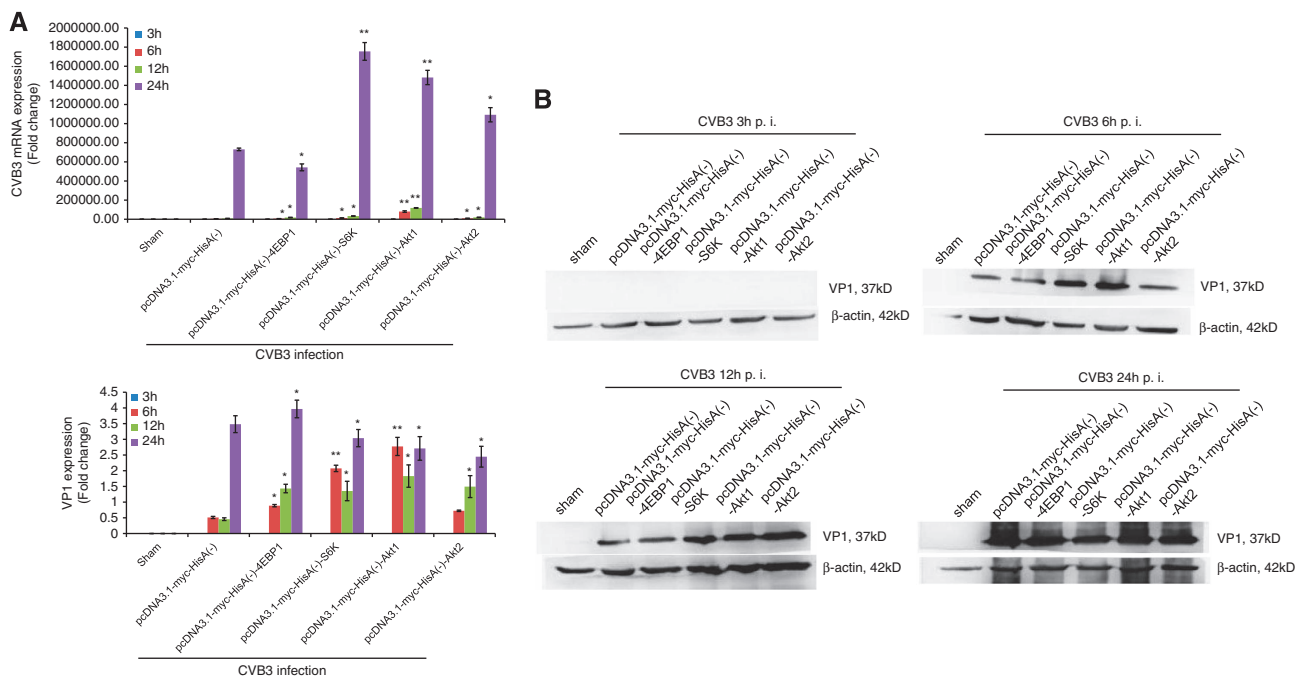 A
2000000.00
1800000.00
1600000.00
1400000.00
1200000.00
1000000.00
800000.00
600000.00
400000.00
200000.00
0.00
CVB3 mRNA expression
(Fold change)
3h
6h
12h
24h
*
* *
**
* *
**
** **
*
* *
Sham
pcDNA3.1-myc-HisA(-)
pcDNA3.1-myc-HisA(-)-4EBP1
pcDNA3.1-myc-HisA(-)-S6K
pcDNA3.1-myc-HisA(-)-Akt1
pcDNA3.1-myc-HisA(-)-Akt2
CVB3 infection
4.5
4
3.5
3
2.5
2
1.5
1
0.5
0
VP1 expression
(Fold change)
3h
6h
12h
24h
* * *
** * *
** * *
* *
Sham
pcDNA3.1-myc-HisA(-)
pcDNA3.1-myc-HisA(-)-4EBP1
pcDNA3.1-myc-HisA(-)-S6K
pcDNA3.1-myc-HisA(-)-Akt1
pcDNA3.1-myc-HisA(-)-Akt2
CVB3 infection
B
CVB3 3h p. i.
sham
pcDNA3.1-myc-HisA(-)
pcDNA3.1-myc-HisA(-)
-4EBP1
pcDNA3.1-myc-HisA(-)
-S6K
pcDNA3.1-myc-HisA(-)
-Akt1
pcDNA3.1-myc-HisA(-)
-Akt2
VP1, 37kD
β-actin, 42kD
CVB3 6h p. i.
sham
pcDNA3.1-myc-HisA(-)
pcDNA3.1-myc-HisA(-)
-4EBP1
pcDNA3.1-myc-HisA(-)
-S6K
pcDNA3.1-myc-HisA(-)
-Akt1
pcDNA3.1-myc-HisA(-)
-Akt2
VP1, 37kD
β-actin, 42kD
CVB3 12h p. i.
sham
pcDNA3.1-myc-HisA(-)
pcDNA3.1-myc-HisA(-)
-4EBP1
pcDNA3.1-myc-HisA(-)
-S6K
pcDNA3.1-myc-HisA(-)
-Akt1
pcDNA3.1-myc-HisA(-)
-Akt2
VP1, 37kD
β-actin, 42kD
CVB3 24h p. i.
sham
pcDNA3.1-myc-HisA(-)
pcDNA3.1-myc-HisA(-)
-4EBP1
pcDNA3.1-myc-HisA(-)
-S6K
pcDNA3.1-myc-HisA(-)
-Akt1
pcDNA3.1-myc-HisA(-)
-Akt2
VP1, 37kD
β-actin, 42kD